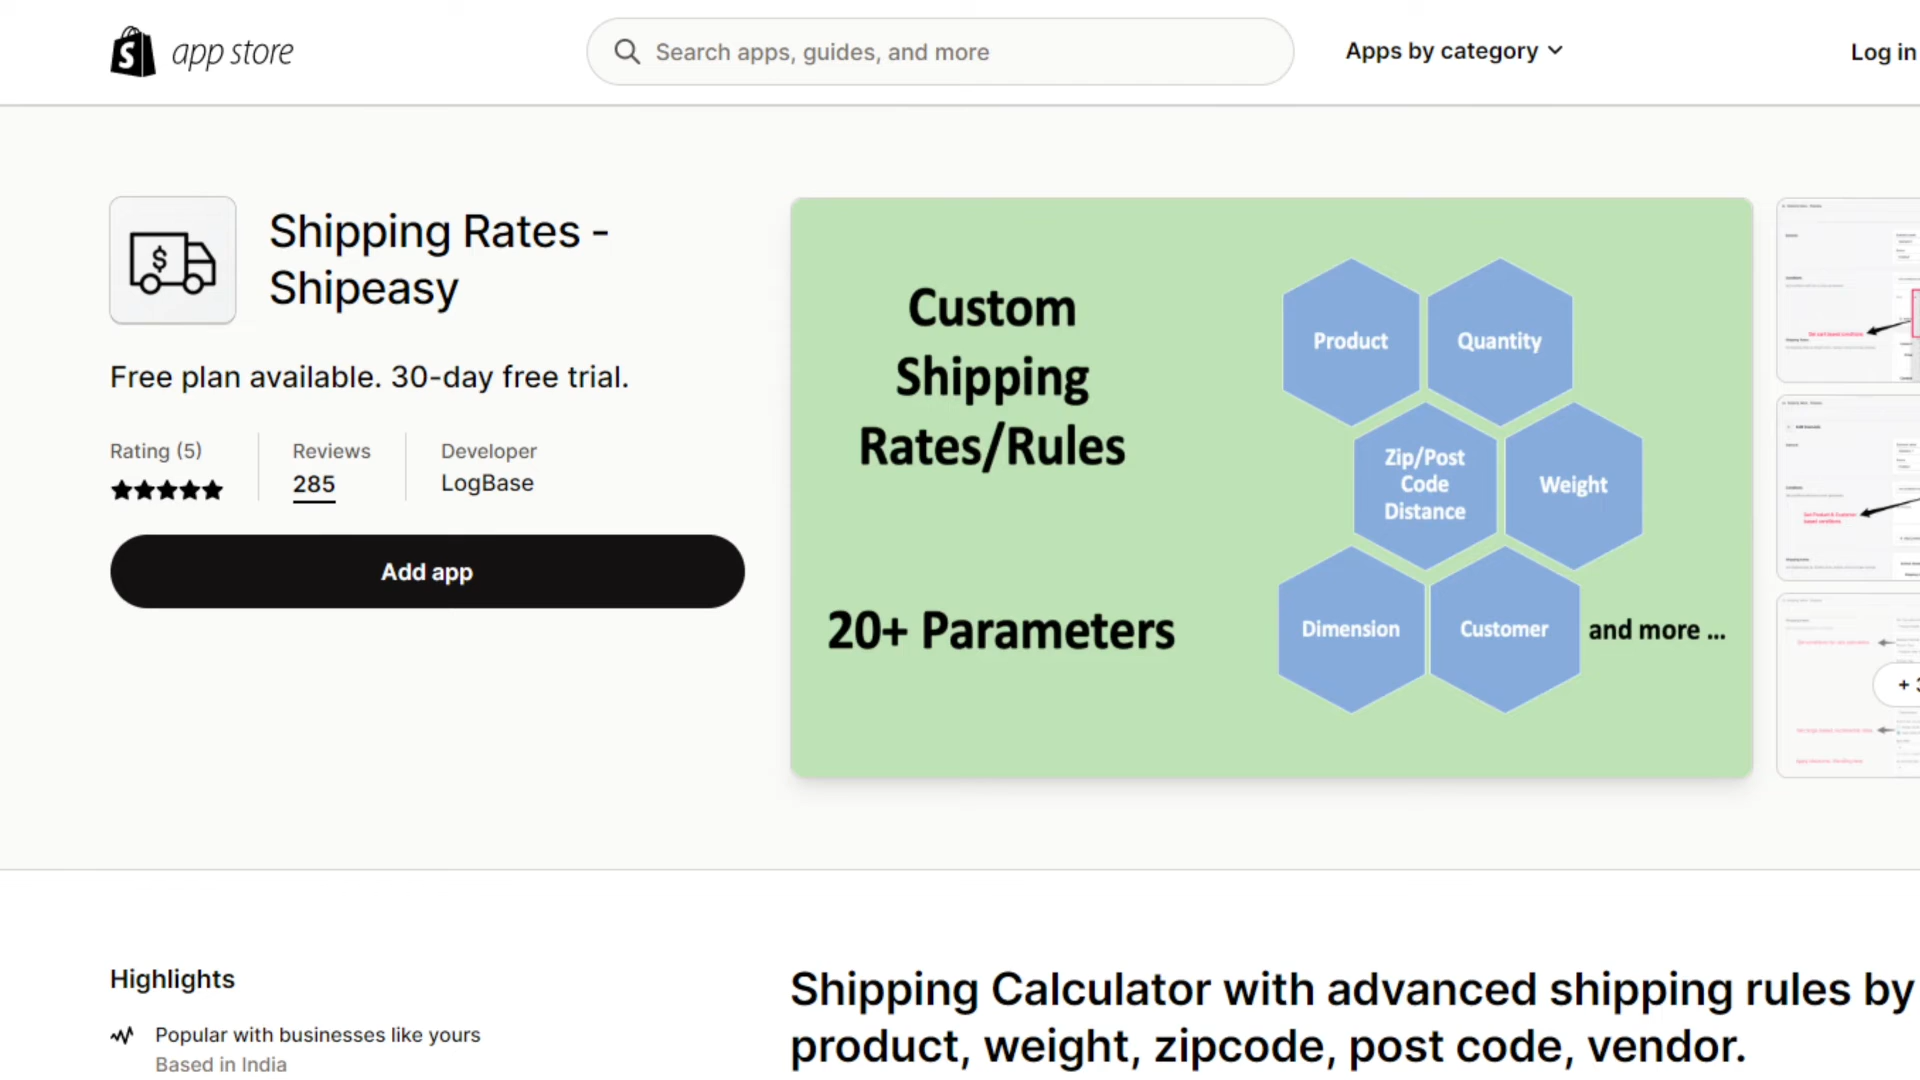 app store
Search apps, guides, and more
Apps by category
Log in
Shipping Rates -
Shipeasy
Free plan available. 30-day free trial.
Rating (5)
Reviews
285
Developer
LogBase
Add app
Custom
Shipping
Rates/Rules
20+ Parameters
Product
Quantity
Zip/Post
Code
Distance
Weight
Dimension
Customer
and more ...
Highlights
Popular with businesses like yours
Based in India
Shipping Calculator with advanced shipping rules by
product, weight, zipcode, post code, vendor.